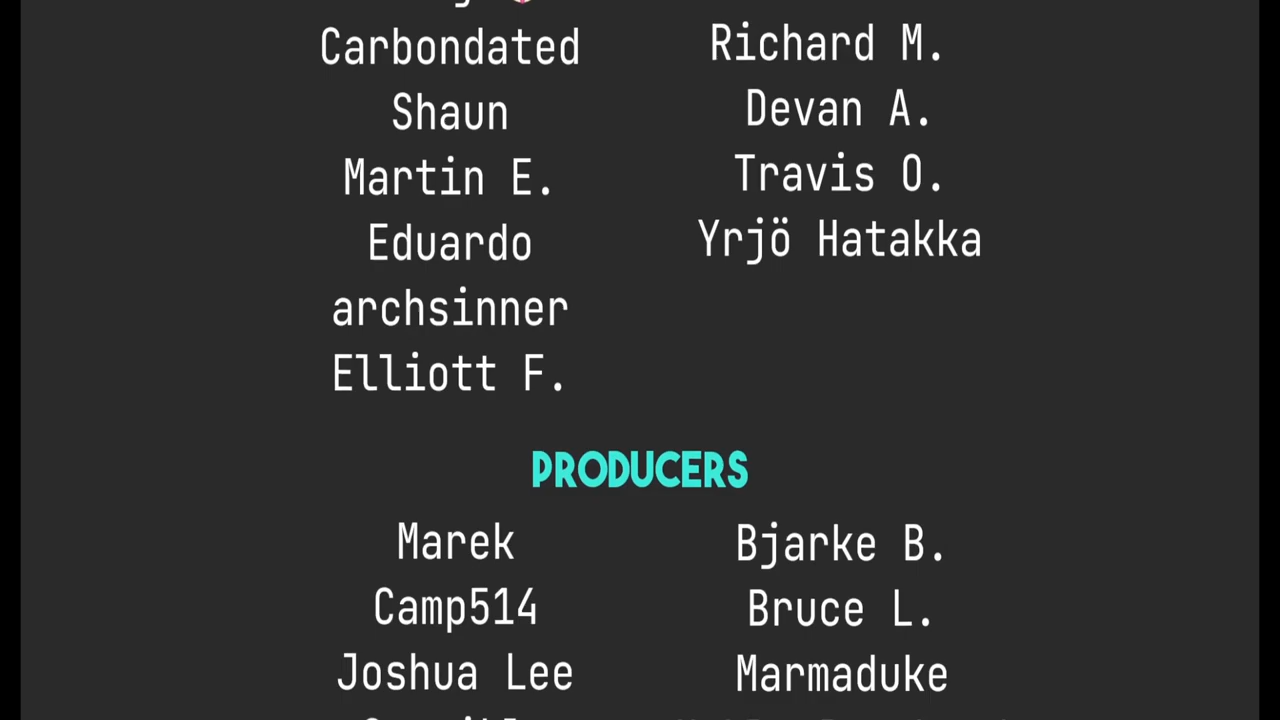 Carbondated
Shaun
Martin E.
Eduardo
archsinner
Elliott F.
Richard M.
Devan A.
Travis O.
Yrjö Hatakka
PRODUCERS
Marek
Camp514
Joshua Lee
Bjarke B.
Bruce L.
Marmaduke